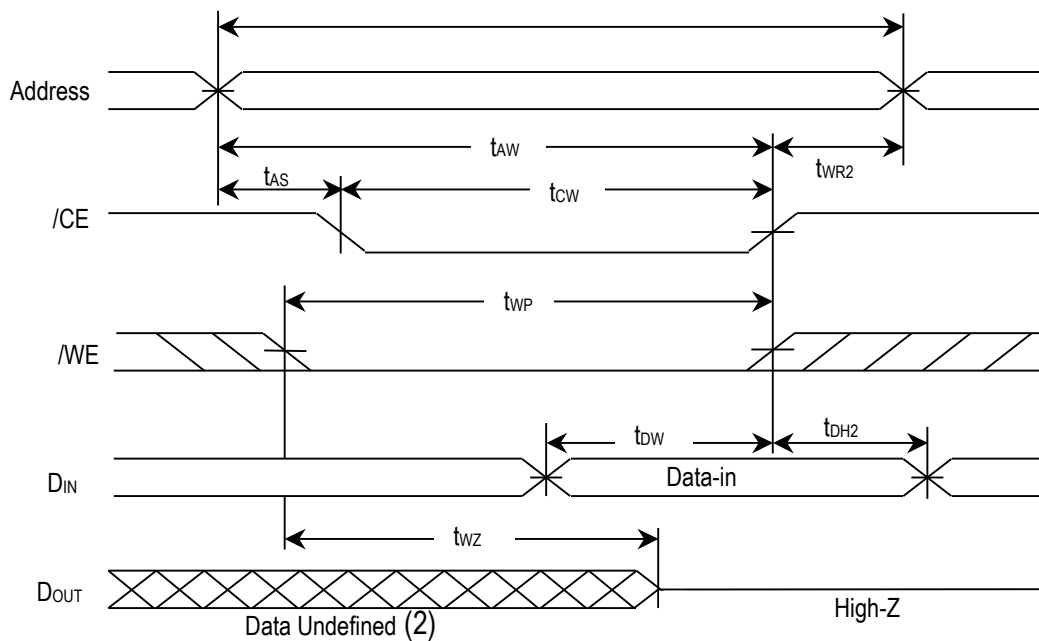 Address
tAW
tWR2
tAS
tCW
/CE
tWP
/WE
tDW
tDH2
DIN
Data-in
tWZ
DOUT
High-Z
Data Undefined (2)